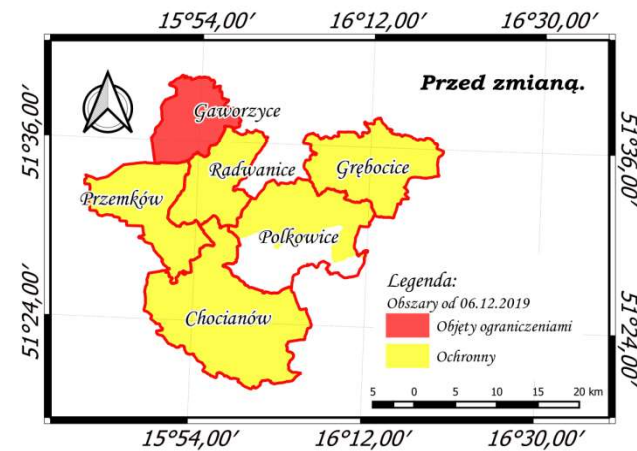 15°54,00′ 16°12,00′ 16°30,00′
Przed zmianą.
51°36,00′
51°36,00′
Gaworzyce
Radwanice
Grębocice
Przemków
Polkowice
Legenda:
Obszary od 06.12.2019
Objęty ograniczeniami
Ochronny
Chocianów
51°24,00′
51°24,00′
5 0 5 10 15 20 km
15°54,00′ 16°12,00′ 16°30,00′